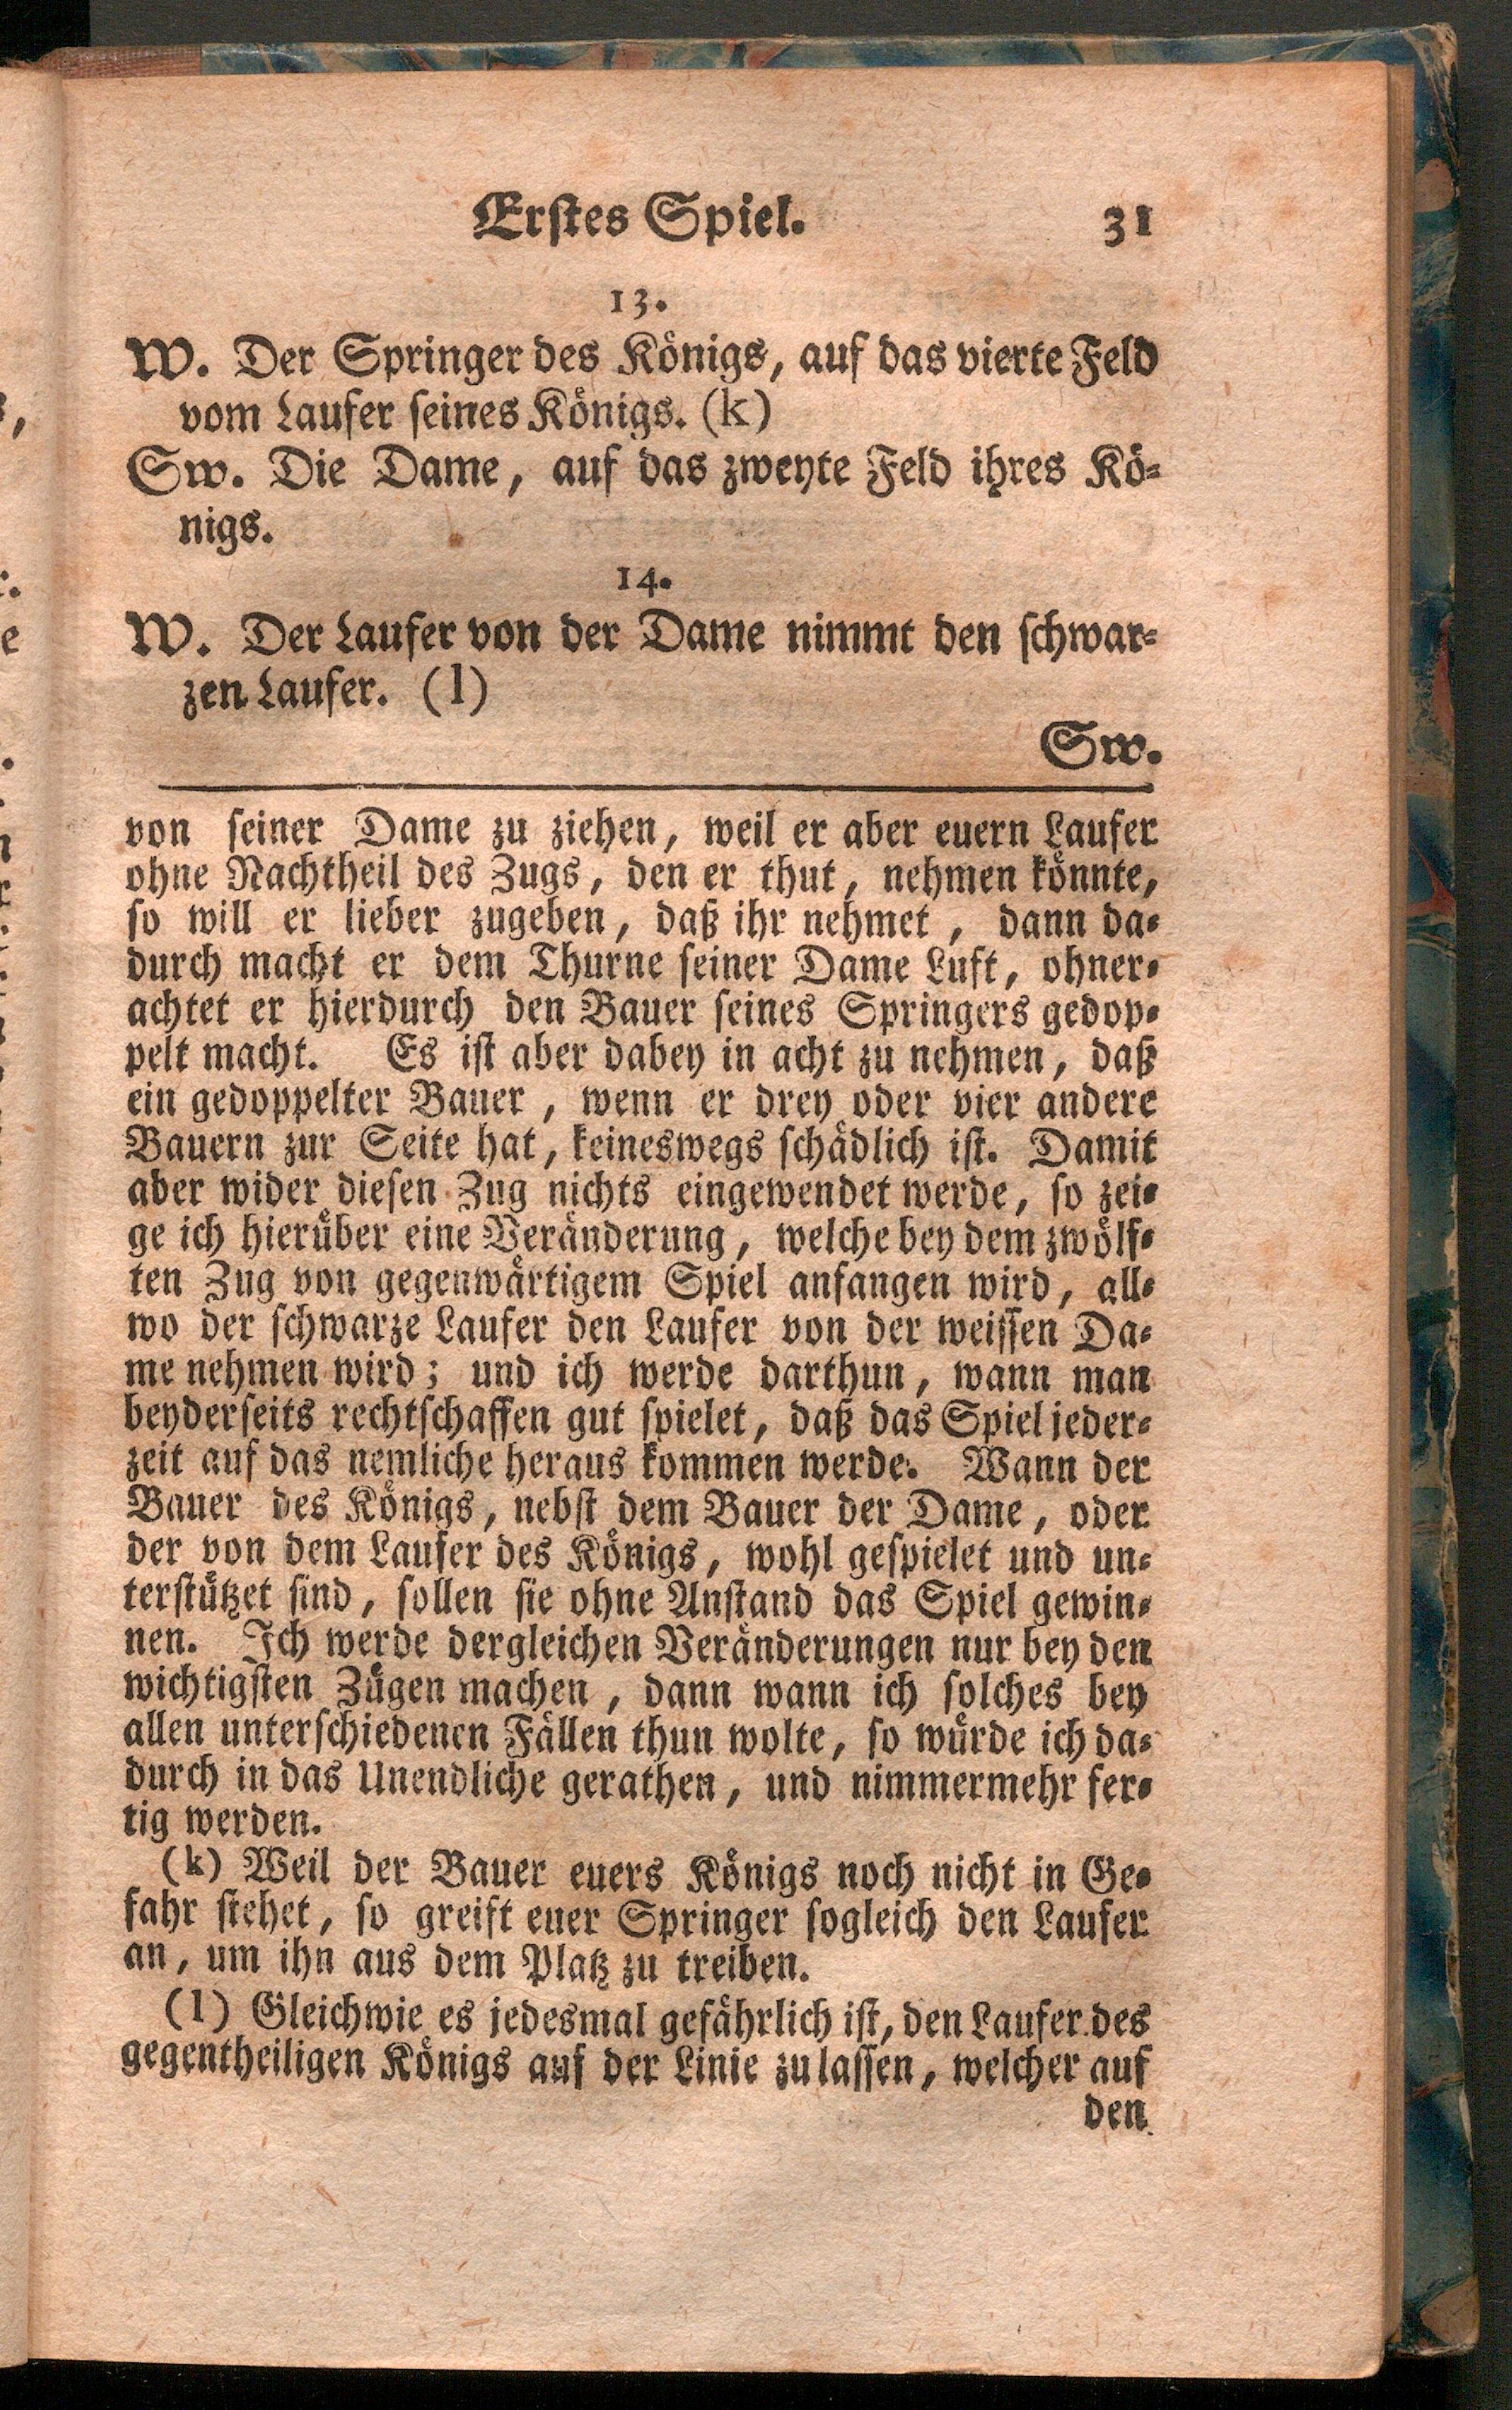 Erstes Spiel. 31
13.
W. Der Springer des Königs, auf das vierte Feld
vom Laufer seines Königs. (k)
Sw. Die Dame, auf das zweyte Feld ihres Kö-
nigs.
14.
W. Der Laufer von der Dame nimmt den schwar-
zen Laufer. (l)
Sw.
von seiner Dame zu ziehen, weil er aber euern Laufer
ohne Nachtheil des Zugs, den er thut, nehmen könnte,
so will er lieber zugeben, daß ihr nehmet, dann da-
durch macht er dem Thurne seiner Dame Luft, ohner-
achtet er hierdurch den Bauer seines Springers gedop-
pelt macht. Es ist aber dabey in acht zu nehmen, daß
ein gedoppelter Bauer, wenn er drey oder vier andere
Bauern zur Seite hat, keineswegs schädlich ist. Damit
aber wider diesen Zug nichts eingewendet werde, so zei-
ge ich hierüber eine Veränderung, welche bey dem zwölf-
ten Zug von gegenwärtigem Spiel anfangen wird, all-
wo der schwarze Laufer den Laufer von der weissen Da-
me nehmen wird; und ich werde darthun, wann man
beyderseits rechtschaffen gut spielet, daß das Spiel jeder-
zeit auf das nemliche heraus kommen werde. Wann der
Bauer des Königs, nebst dem Bauer der Dame, oder
der von dem Laufer des Königs, wohl gespielet und un-
terstützet sind, sollen sie ohne Anstand das Spiel gewin-
nen. Ich werde dergleichen Veränderungen nur bey den
wichtigsten Zügen machen, dann wann ich solches bey
allen unterschiedenen Fällen thun wolte, so würde ich da-
durch in das Unendliche gerathen, und nimmermehr fer-
tig werden.
(k) Weil der Bauer euers Königs noch nicht in Ge-
fahr stehet, so greift euer Springer sogleich den Laufer
an, um ihn aus dem Platz zu treiben.
(l) Gleichwie es jedesmal gefährlich ist, den Laufer des
gegentheiligen Königs auf der Linie zu lassen, welcher auf
den